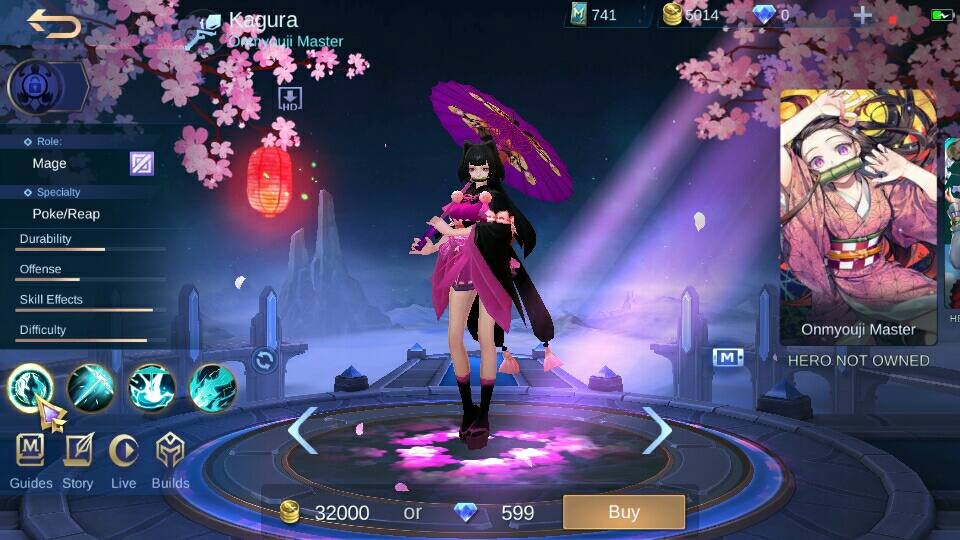 Kagura
Onmyouji Master
741
5014
0
HD
Role:
Mage
Specialty
Poke/Reap
Durability
Offense
Skill Effects
Difficulty
Onmyouji Master
M
HERO NOT OWNED
M
Guides
Story
Live
Builds
32000
or
599
Buy